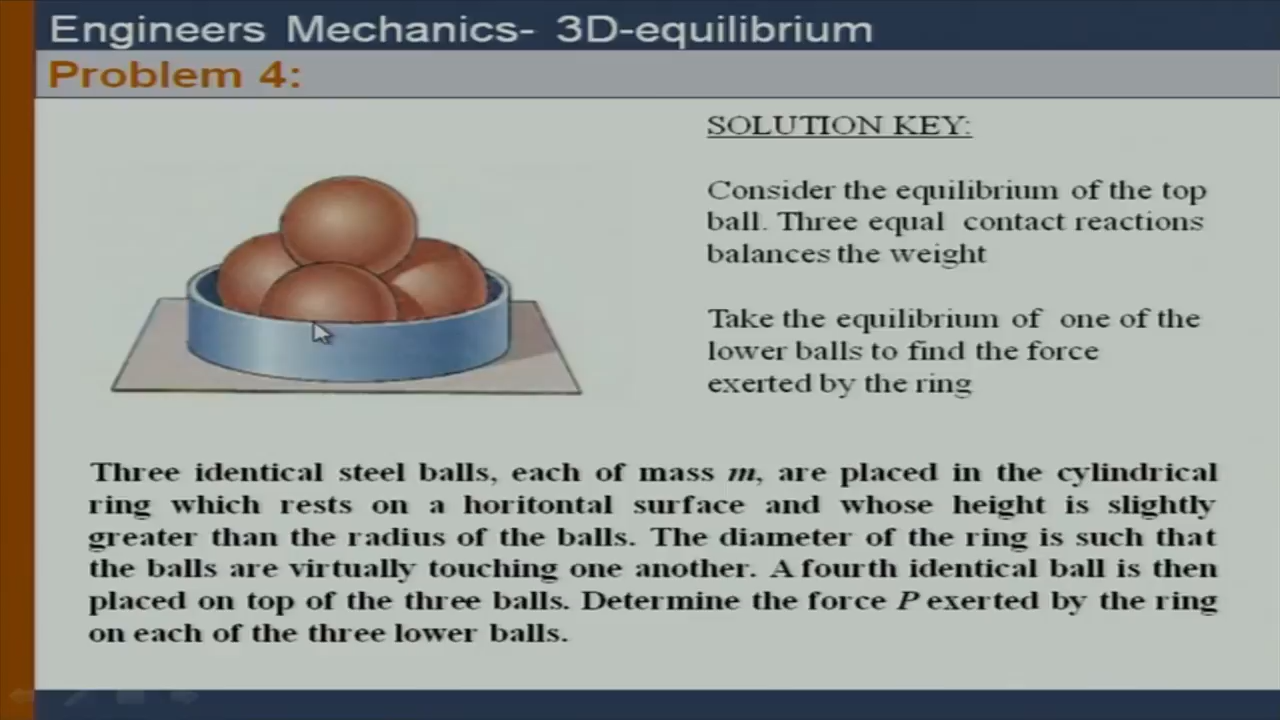 Engineers Mechanics- 3D-equilibrium
Problem 4:
SOLUTION KEY:
Consider the equilibrium of the top
ball. Three equal contact reactions
balances the weight
Take the equilibrium of one of the
lower balls to find the force
exerted by the ring
Three identical steel balls, each of mass m, are placed in the cylindrical
ring which rests on a horitontal surface and whose height is slightly
greater than the radius of the balls. The diameter of the ring is such that
the balls are virtually touching one another. A fourth identical ball is then
placed on top of the three balls. Determine the force P exerted by the ring
on each of the three lower balls.